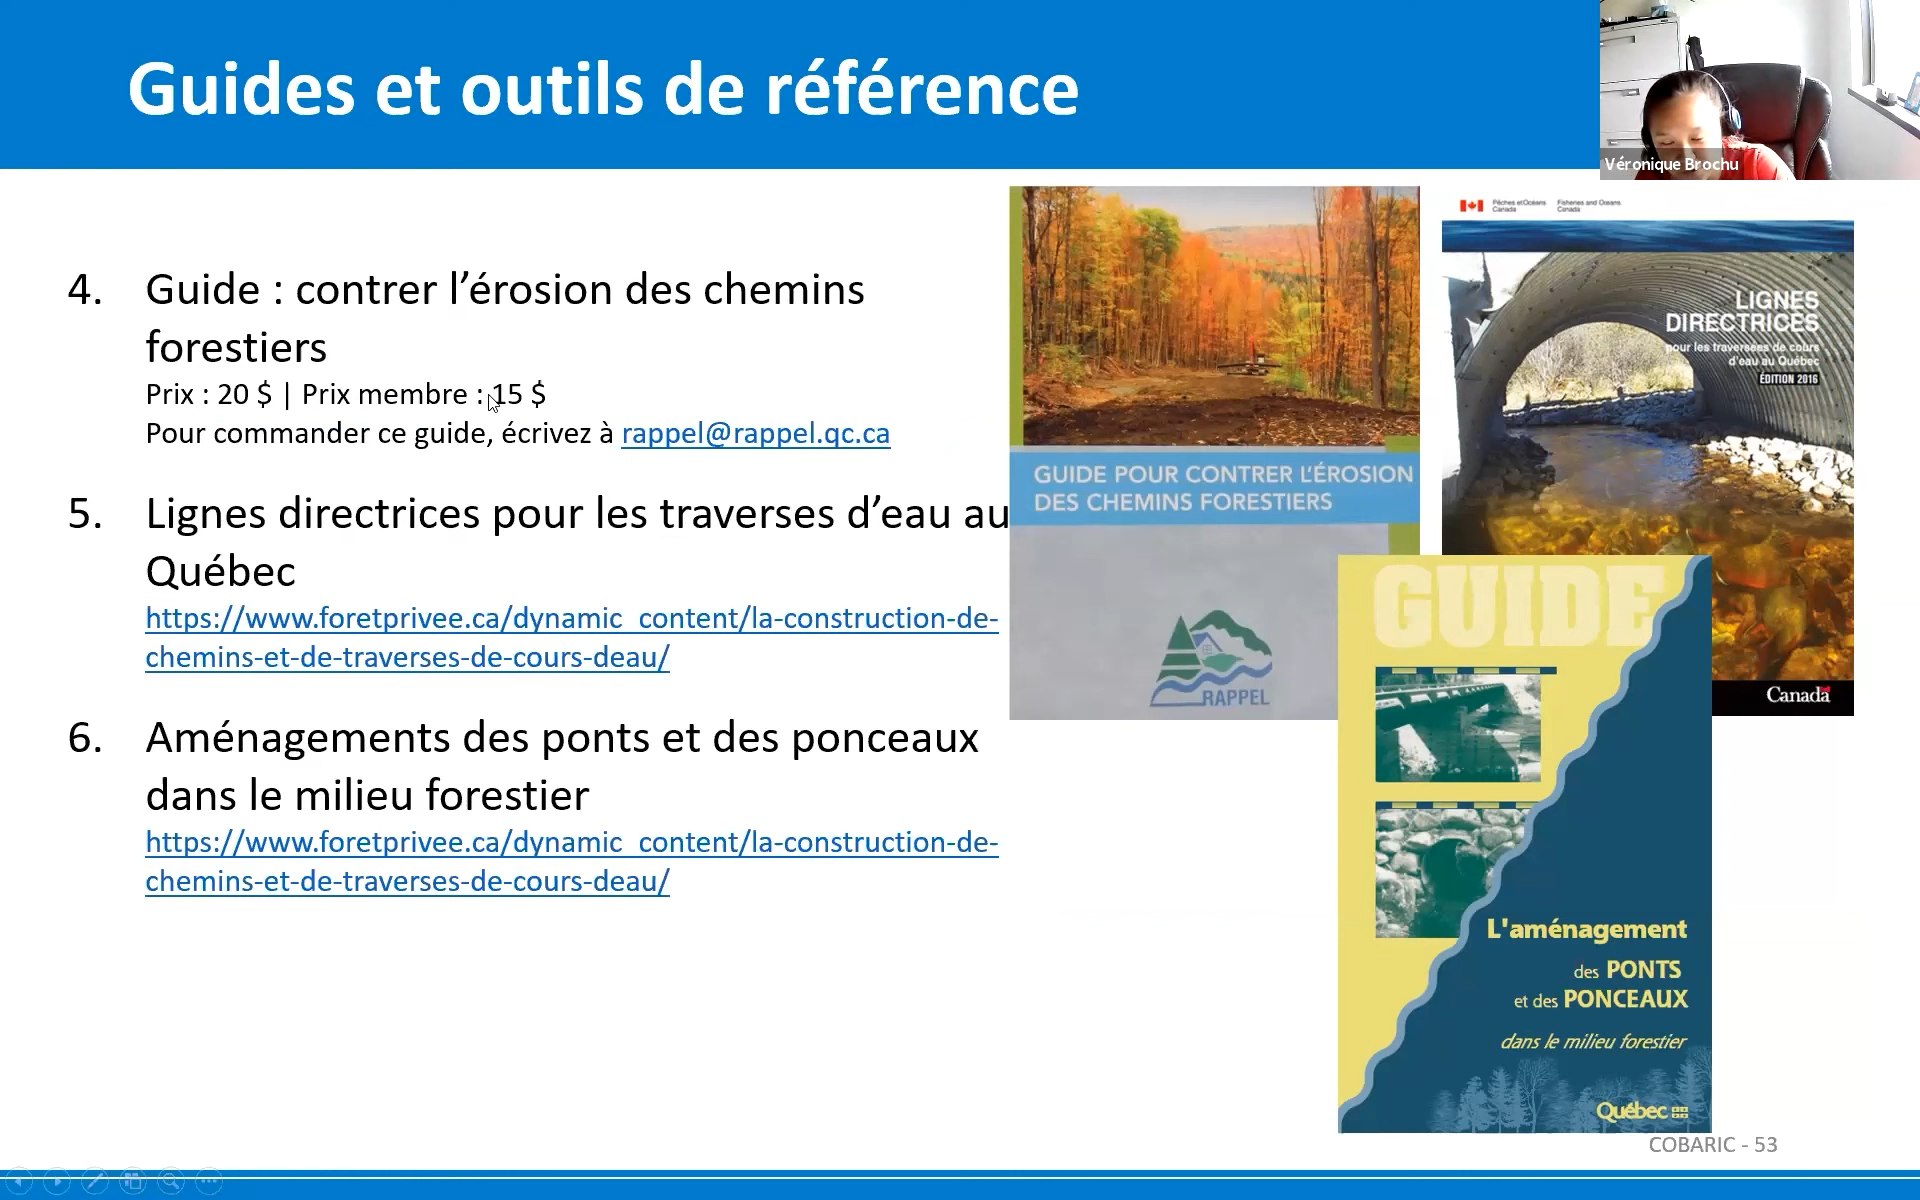 Guides et outils de référence
Véronique Brochu
4. Guide : contrer l’érosion des chemins
forestiers
Prix : 20 $ | Prix membre : 15 $
Pour commander ce guide, écrivez à rappel@rappel.qc.ca
5. Lignes directrices pour les traverses d’eau au
Québec
https://www.foretprivee.ca/dynamic_content/la-construction-de-
chemins-et-de-traverses-de-cours-deau/
6. Aménagements des ponts et des ponceaux
dans le milieu forestier
https://www.foretprivee.ca/dynamic_content/la-construction-de-
chemins-et-de-traverses-de-cours-deau/
GUIDE POUR CONTRER L'ÉROSION
DES CHEMINS FORESTIERS
RAPPEL
Pêches et Océans
Canada
Fisheries and Oceans
Canada
LIGNES
DIRECTRICES
pour les traversées de cours
d'eau au Québec
ÉDITION 2016
Canada
GUIDE
L'aménagement
des PONTS
et des PONCEAUX
dans le milieu forestier
Québec
COBARIC - 53